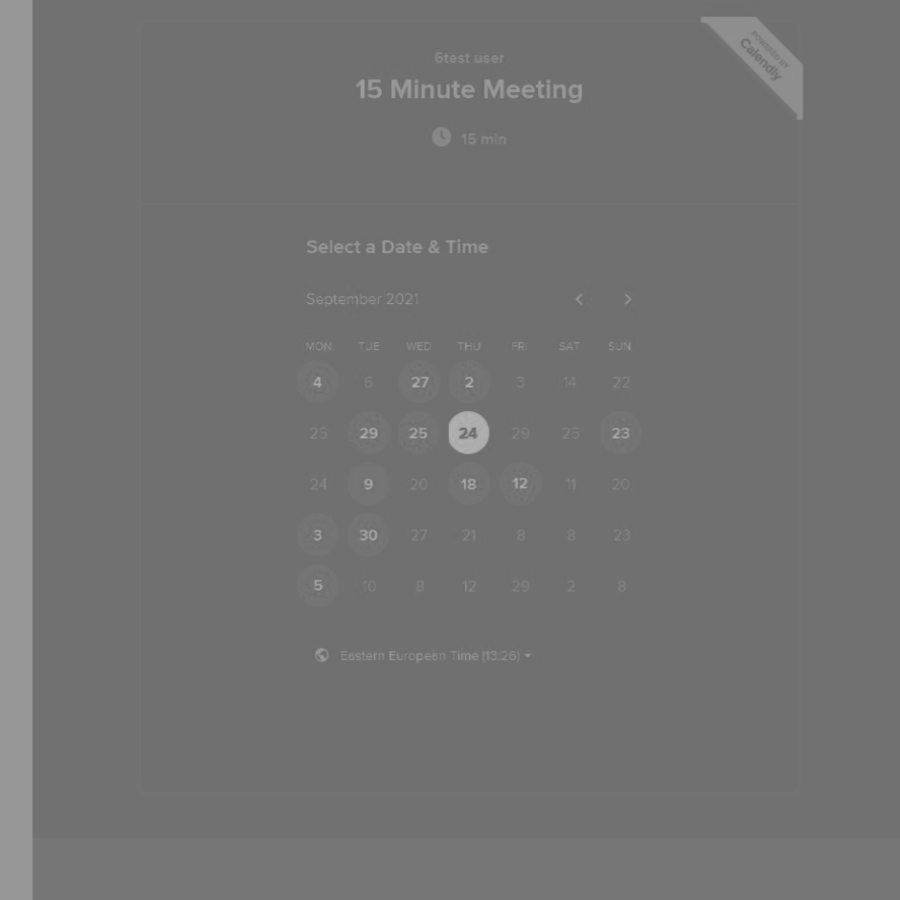 POWERED BY
Calendly
6test user
15 Minute Meeting
15 min
Select a Date & Time
September 2021
MON TUE WED THU FRI SAT SUN
4 6 27 2 3 14 22
25 29 25 24 29 25 23
24 9 20 18 12 11 20
3 30 27 21 8 8 23
5 10 8 12 29 2 8
Eastern European Time (13:26)